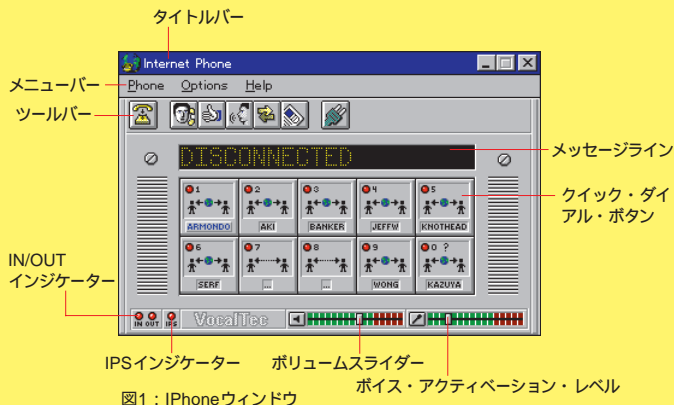 タイトルバー
Internet Phone
メニューバー
Phone Options Help
ツールバー
DISCONNECTED
メッセージライン
1 2 3 4 5
ARMONDO AKI BANKER JEFFW KNOTHEAD
クイック・ダイ
アル・ボタン
6 7 8 9 0 ?
SERF ... ... WONG KAZUYA
IN/OUT
インジケーター
IN OUT IPS
VocalTec
IPSインジケーター
ボリュームスライダー
ボイス・アクティベーション・レベル
図1：IPhoneウィンドウ